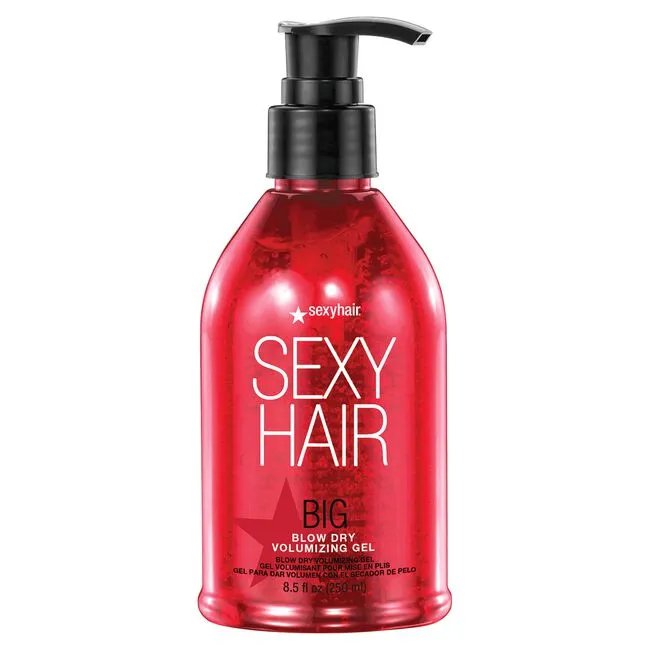 sexyhair.
SEXY
HAIR
BIG
BLOW DRY
VOLUMIZING GEL
BLOW DRY VOLUMIZING GEL
GEL VOLUMISANT POUR MISE EN PLIS
GEL PARA DAR VOLUMEN CON EL SECADOR DE PELO
8.5 fl oz (250 ml)